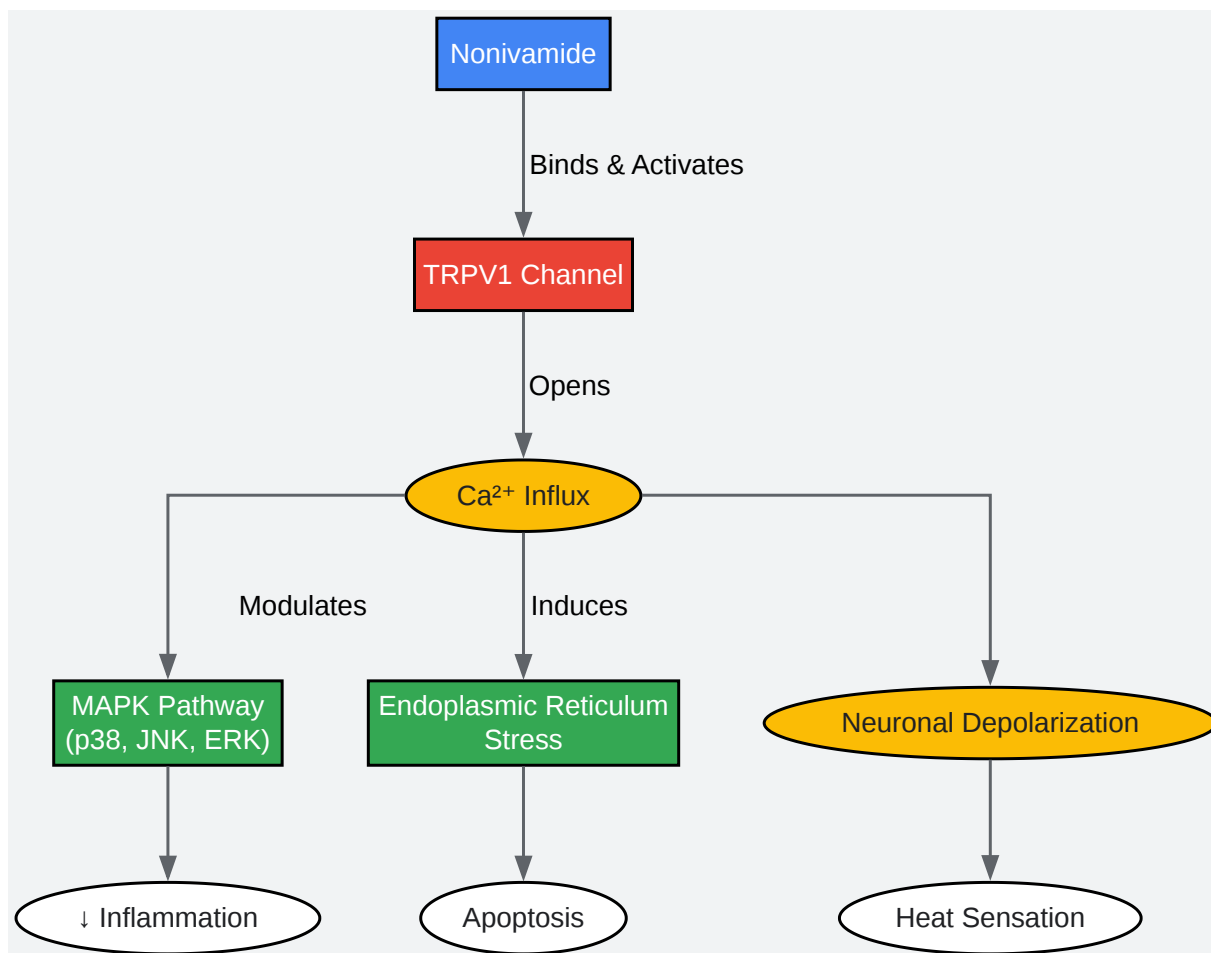 Nonivamide
Binds & Activates
TRPV1 Channel
Opens
Ca²⁺ Influx
Modulates
Induces
MAPK Pathway
(p38, JNK, ERK)
Endoplasmic Reticulum
Stress
Neuronal Depolarization
↓ Inflammation
Apoptosis
Heat Sensation